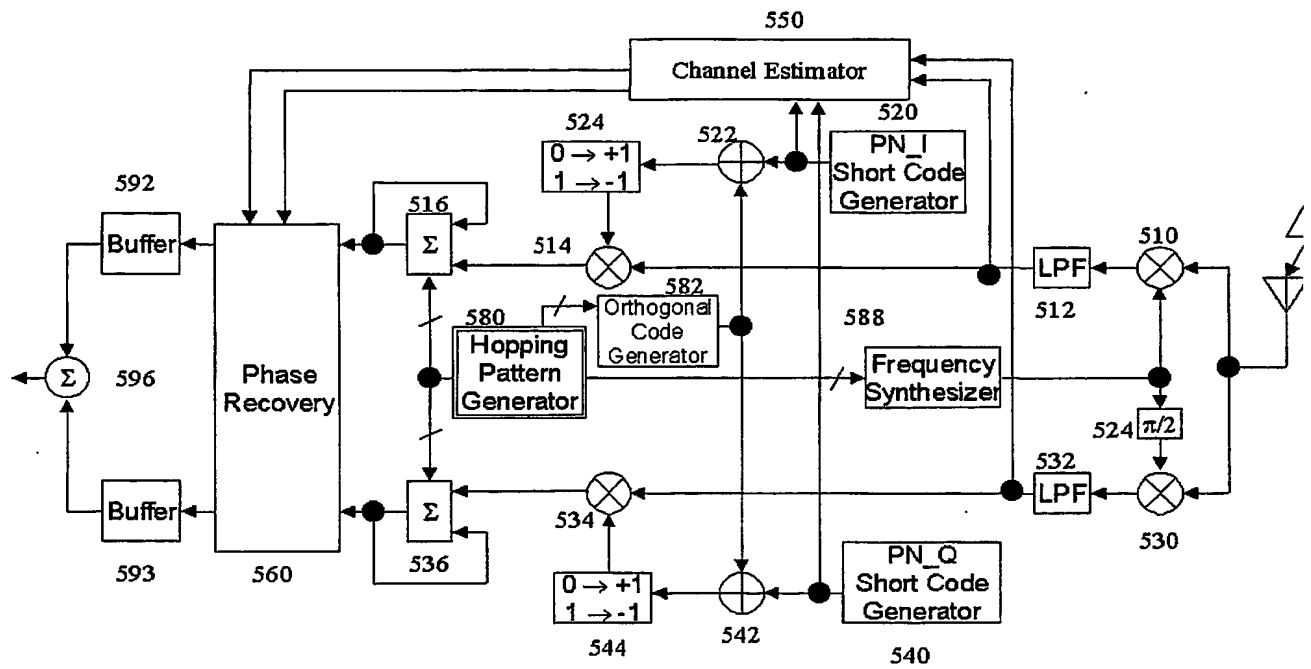 550
Channel Estimator
520
524
522
0 → +1
1 → -1
PN_I
Short Code
Generator
592
Buffer
516
Σ
514
510
LPF
512
582
Orthogonal
Code
Generator
580
Hopping
Pattern
Generator
588
Frequency
Synthesizer
Σ
596
Phase
Recovery
524
π/2
532
LPF
530
Buffer
593
560
Σ
536
534
0 → +1
1 → -1
544
542
PN_Q
Short Code
Generator
540